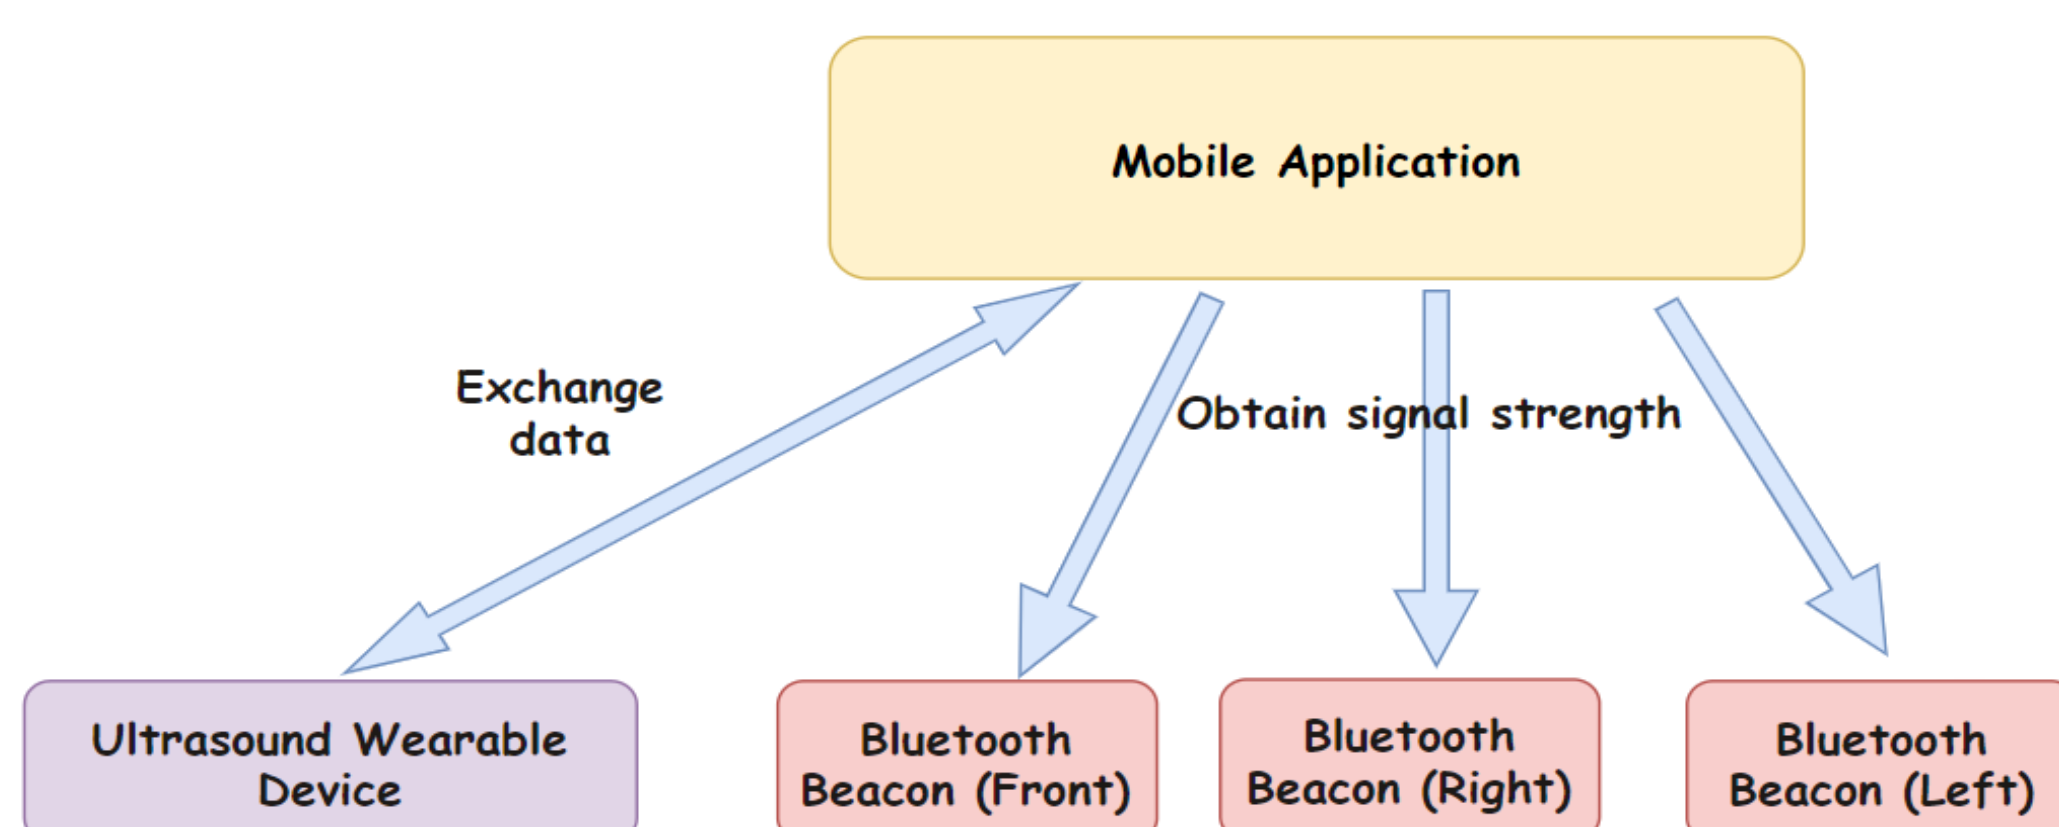 Mobile Application
Exchange
data
Obtain signal strength
Ultrasound Wearable
Device
Bluetooth
Beacon (Front)
Bluetooth
Beacon (Right)
Bluetooth
Beacon (Left)